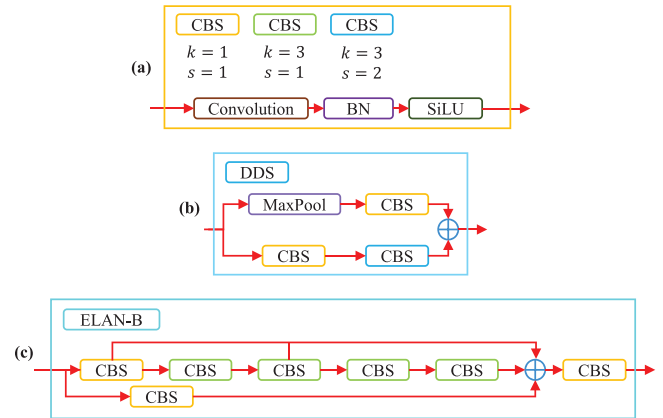 CBS CBS CBS
k = 1 k = 3 k = 3
s = 1 s = 1 s = 2
(a)
Convolution BN SiLU
DDS
(b)
MaxPool CBS
CBS CBS
ELAN-B
(c)
CBS CBS CBS CBS CBS CBS
CBS